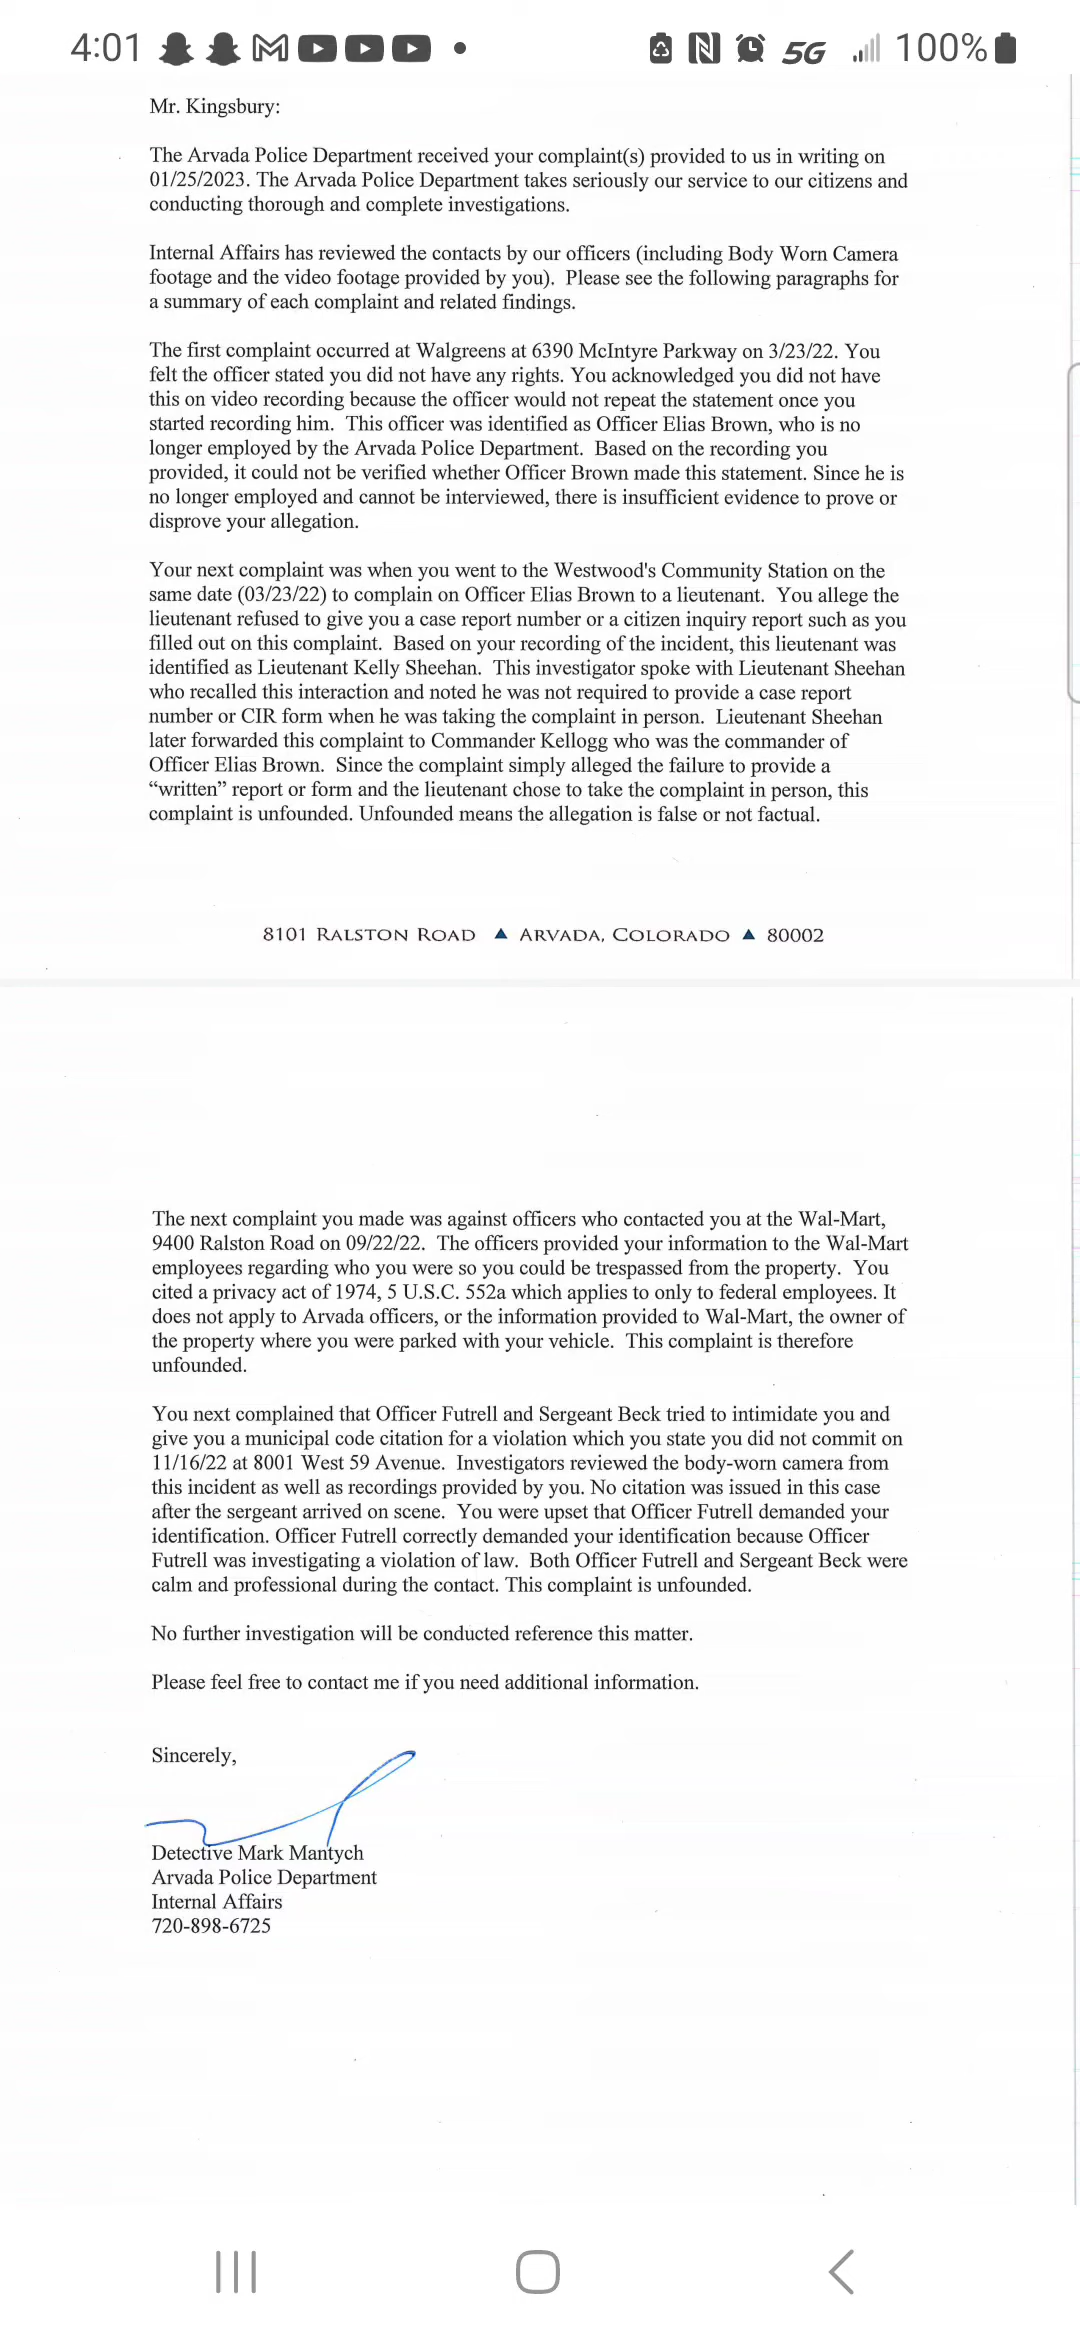 4:01
5G
100%
Mr. Kingsbury:
The Arvada Police Department received your complaint(s) provided to us in writing on
01/25/2023. The Arvada Police Department takes seriously our service to our citizens and
conducting thorough and complete investigations.
Internal Affairs has reviewed the contacts by our officers (including Body Worn Camera
footage and the video footage provided by you).  Please see the following paragraphs for
a summary of each complaint and related findings.
The first complaint occurred at Walgreens at 6390 McIntyre Parkway on 3/23/22. You
felt the officer stated you did not have any rights. You acknowledged you did not have
this on video recording because the officer would not repeat the statement once you
started recording him.  This officer was identified as Officer Elias Brown, who is no
longer employed by the Arvada Police Department.  Based on the recording you
provided, it could not be verified whether Officer Brown made this statement. Since he is
no longer employed and cannot be interviewed, there is insufficient evidence to prove or
disprove your allegation.
Your next complaint was when you went to the Westwood's Community Station on the
same date (03/23/22) to complain on Officer Elias Brown to a lieutenant.  You allege the
lieutenant refused to give you a case report number or a citizen inquiry report such as you
filled out on this complaint.  Based on your recording of the incident, this lieutenant was
identified as Lieutenant Kelly Sheehan.  This investigator spoke with Lieutenant Sheehan
who recalled this interaction and noted he was not required to provide a case report
number or CIR form when he was taking the complaint in person.  Lieutenant Sheehan
later forwarded this complaint to Commander Kellogg who was the commander of
Officer Elias Brown.  Since the complaint simply alleged the failure to provide a
“written” report or form and the lieutenant chose to take the complaint in person, this
complaint is unfounded. Unfounded means the allegation is false or not factual.
8101 RALSTON ROAD ▲ ARVADA, COLORADO ▲ 80002
The next complaint you made was against officers who contacted you at the Wal-Mart,
9400 Ralston Road on 09/22/22.  The officers provided your information to the Wal-Mart
employees regarding who you were so you could be trespassed from the property.  You
cited a privacy act of 1974, 5 U.S.C. 552a which applies to only to federal employees. It
does not apply to Arvada officers, or the information provided to Wal-Mart, the owner of
the property where you were parked with your vehicle.  This complaint is therefore
unfounded.
You next complained that Officer Futrell and Sergeant Beck tried to intimidate you and
give you a municipal code citation for a violation which you state you did not commit on
11/16/22 at 8001 West 59 Avenue.  Investigators reviewed the body-worn camera from
this incident as well as recordings provided by you. No citation was issued in this case
after the sergeant arrived on scene.  You were upset that Officer Futrell demanded your
identification. Officer Futrell correctly demanded your identification because Officer
Futrell was investigating a violation of law.  Both Officer Futrell and Sergeant Beck were
calm and professional during the contact. This complaint is unfounded.
No further investigation will be conducted reference this matter.
Please feel free to contact me if you need additional information.
Sincerely,
Detective Mark Mantych
Arvada Police Department
Internal Affairs
720-898-6725